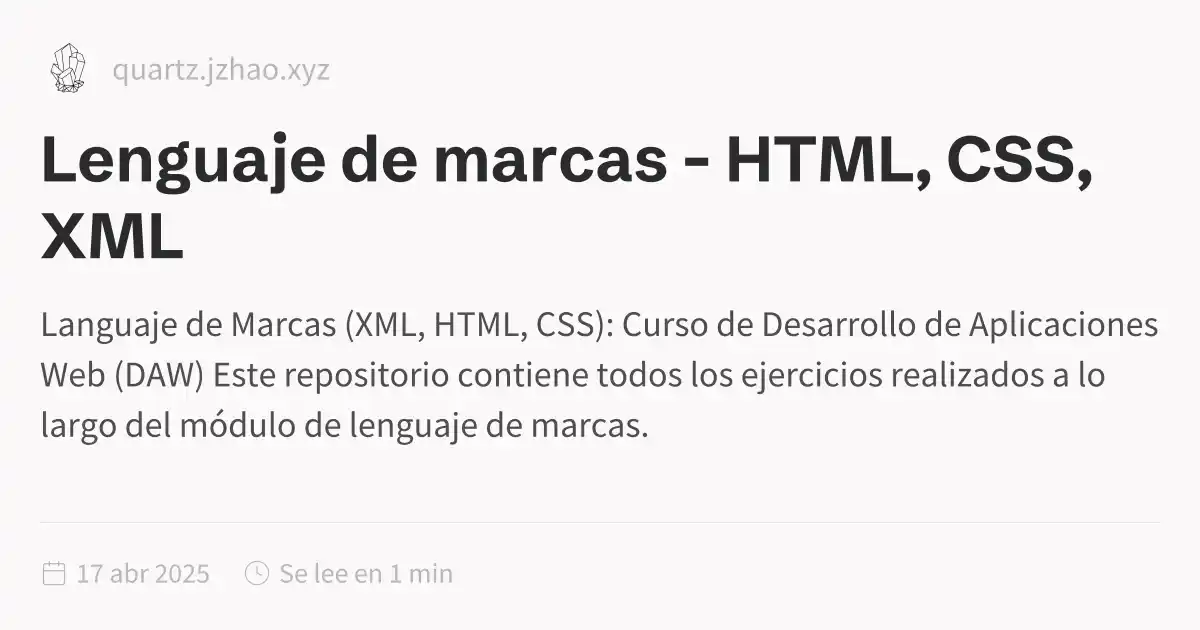 quartz.jzhao.xyz
Lenguaje de marcas - HTML, CSS,
XML
Languaje de Marcas (XML, HTML, CSS): Curso de Desarrollo de Aplicaciones
Web (DAW) Este repositorio contiene todos los ejercicios realizados a lo
largo del módulo de lenguaje de marcas.
17 abr 2025 Se lee en 1 min